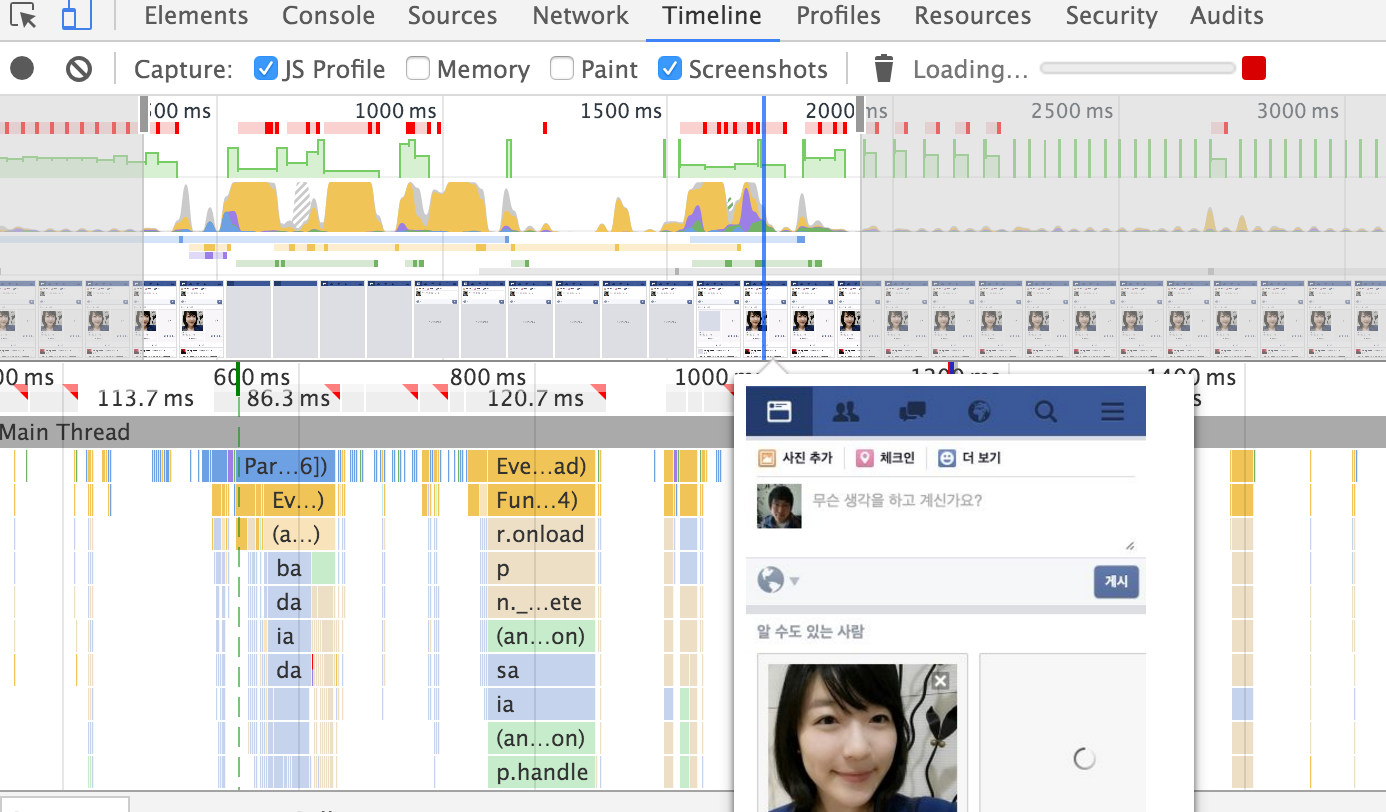 Elements Console Sources Network Timeline Profiles Resources Security Audits
Capture: JS Profile Memory Paint Screenshots Loading...
500 ms 1000 ms 1500 ms 2000 ms 2500 ms 3000 ms
00 ms 600 ms 800 ms 1000 1200 ms 1400 ms
113.7 ms 86.3 ms 120.7 ms s
Main Thread
Par...6]) Eve...ad)
Ev...) Fun...4)
(a...) r.onload
ba p
da n._...ete
ia (an...on)
da sa
ia
(an...on)
p.handle
사진 추가 체크인 더 보기
무슨 생각을 하고 계신가요?
게시
알 수도 있는 사람